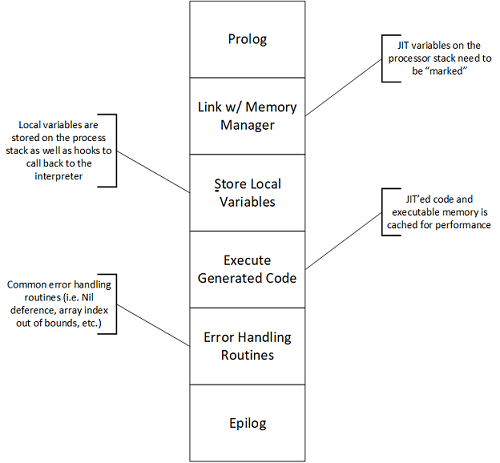 Prolog
JIT variables on the
processor stack need to
be “marked”
Link w/ Memory
Manager
Local variables are
stored on the process
stack as well as hooks to
call back to the
interpreter
Store Local
Variables
JIT’ed code and
executable memory is
cached for performance
Execute
Generated Code
Common error handling
routines (i.e. Nil
deference, array index
out of bounds, etc.)
Error Handling
Routines
Epilog